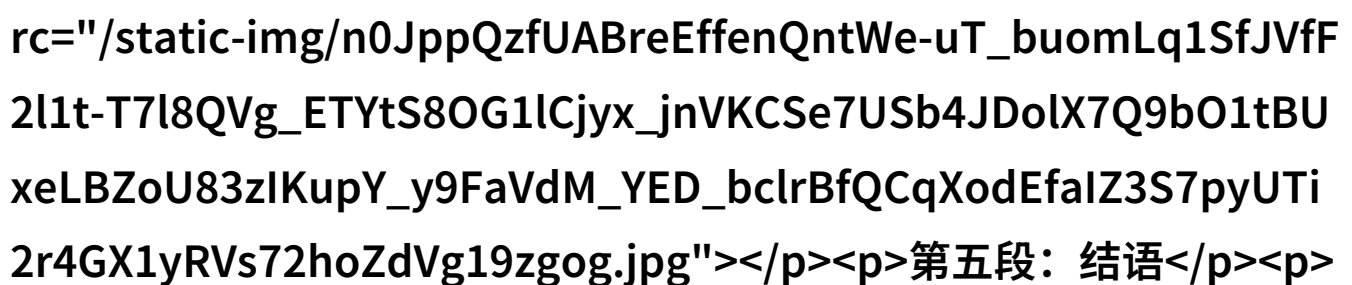 rc="/static-img/n0JppQzfUABreEffenQntWe-uT_buomLq1SfJVfF
2l1t-T7l8QVg_ETYtS8OG1lCjyx_jnVKCSe7USb4JDolX7Q9bO1tBU
xeLBZoU83zIKupY_y9FaVdM_YED_bclrBfQCqXodEfaIZ3S7pyUTi
2r4GX1yRVs72hoZdVg19zgog.jpg"></p><p>第五段：结语</p><p>